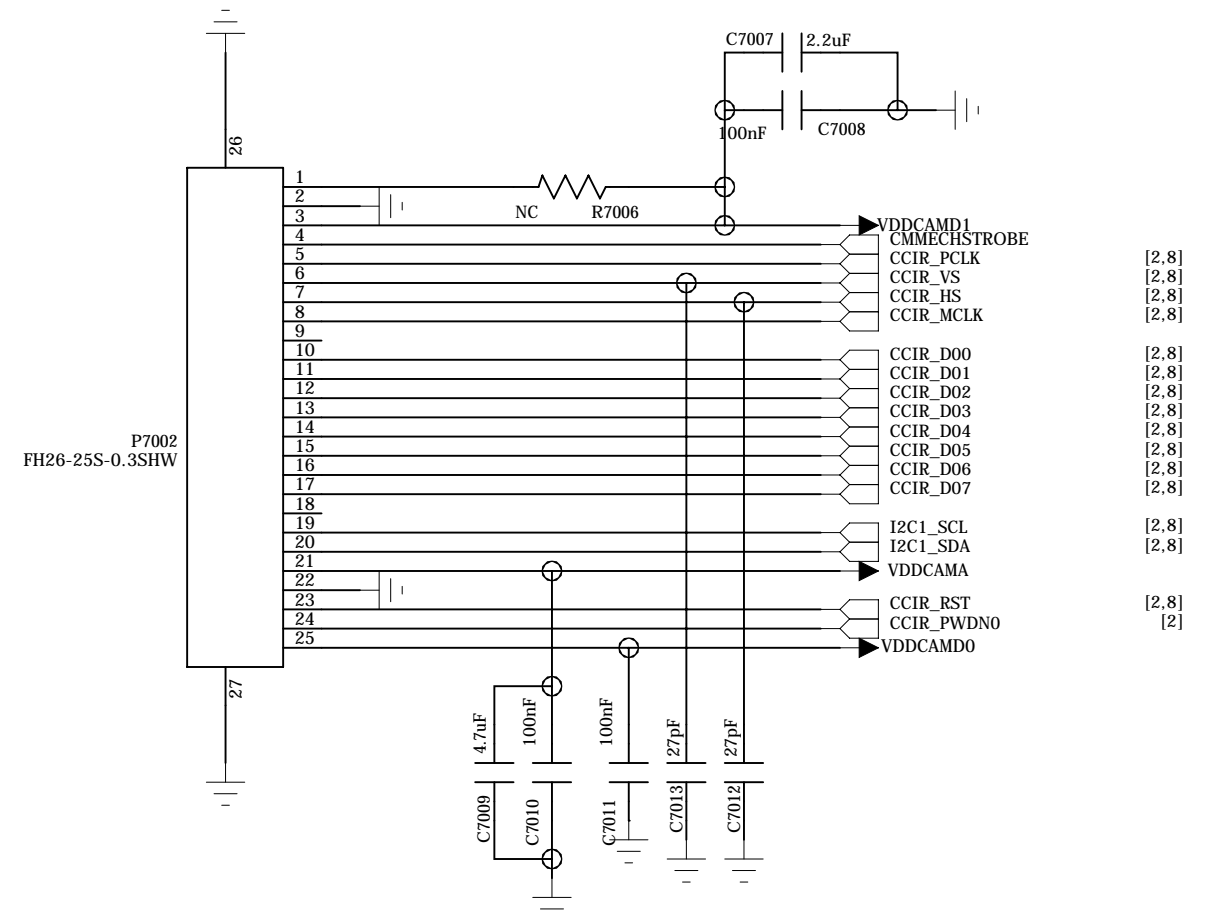 C7007 2.2uF
100nF C7008
26
1
2
3
4
5
6
7
8
9
10
11
12
13
14
15
16
17
18
19
20
21
22
23
24
25
27
NC R7006
VDDCAMD1
CMMECHSTROBE
CCIR_PCLK [2,8]
CCIR_VS [2,8]
CCIR_HS [2,8]
CCIR_MCLK [2,8]
CCIR_D00 [2,8]
CCIR_D01 [2,8]
CCIR_D02 [2,8]
CCIR_D03 [2,8]
CCIR_D04 [2,8]
CCIR_D05 [2,8]
CCIR_D06 [2,8]
CCIR_D07 [2,8]
P7002
FH26-25S-0.3SHW
I2C1_SCL [2,8]
I2C1_SDA [2,8]
VDDCAMA
CCIR_RST [2,8]
CCIR_PWDN0 [2]
VDDCAMD0
4.7uF
100nF
100nF
27pF
27pF
C7009
C7010
C7011
C7013
C7012